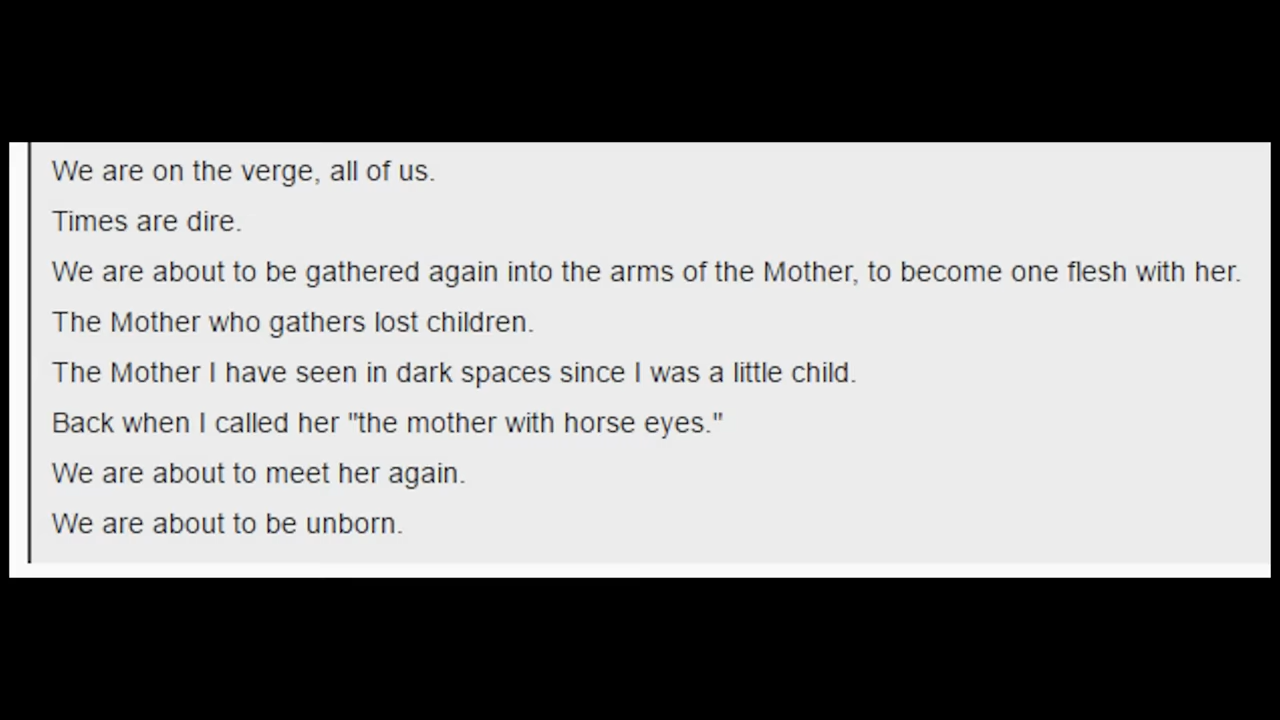 We are on the verge, all of us.
Times are dire.
We are about to be gathered again into the arms of the Mother, to become one flesh with her.
The Mother who gathers lost children.
The Mother I have seen in dark spaces since I was a little child.
Back when I called her "the mother with horse eyes."
We are about to meet her again.
We are about to be unborn.